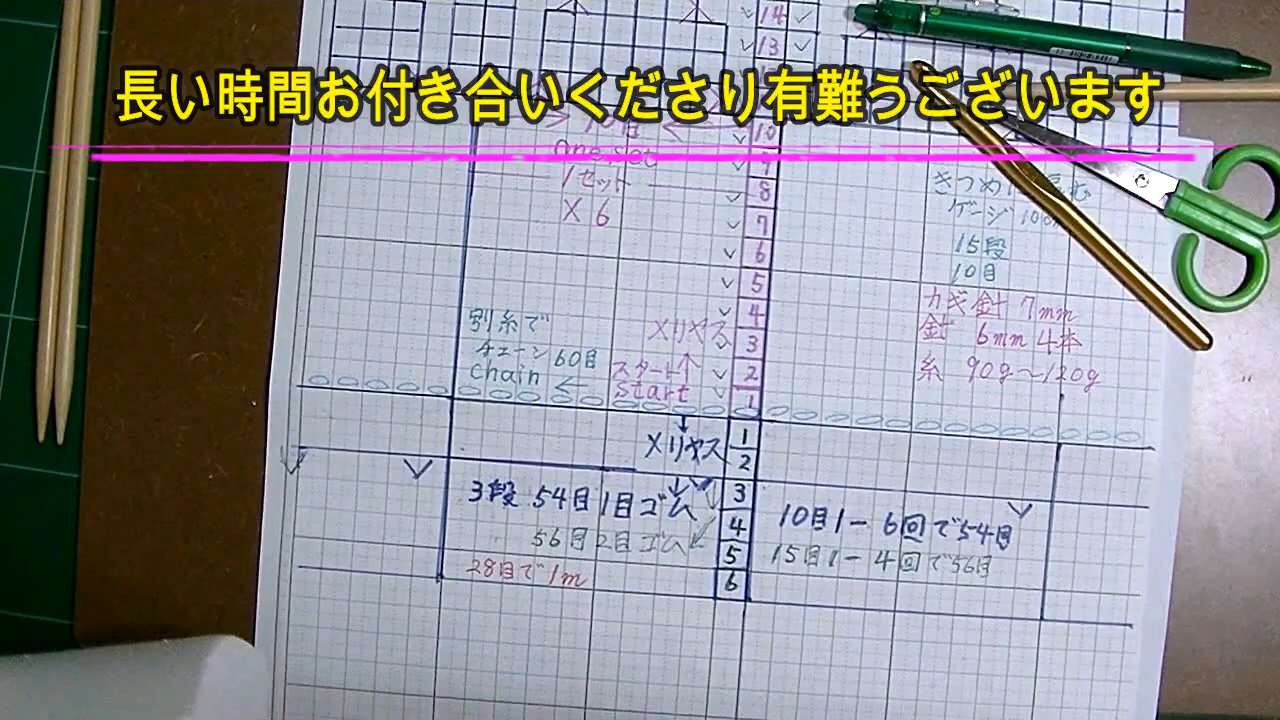 14
13
長い時間お付き合いくださり有難うございます
10
one set
9
1セット
8
×6
7
6
5
4
3
2
1
きつめに
ゲージ 10cm
15段
10目
カギ針 7mm
針 6mm 4本
糸 90g〜120g
別糸で
チェーン 60目
chain ←
メリヤス
スタート↑
start
メリヤス
1
2
3
4
5
6
3段 54目 1目ゴム
56目 2目ゴム
28目で1m
10目1− 6回で54目
15目1− 4回で56目